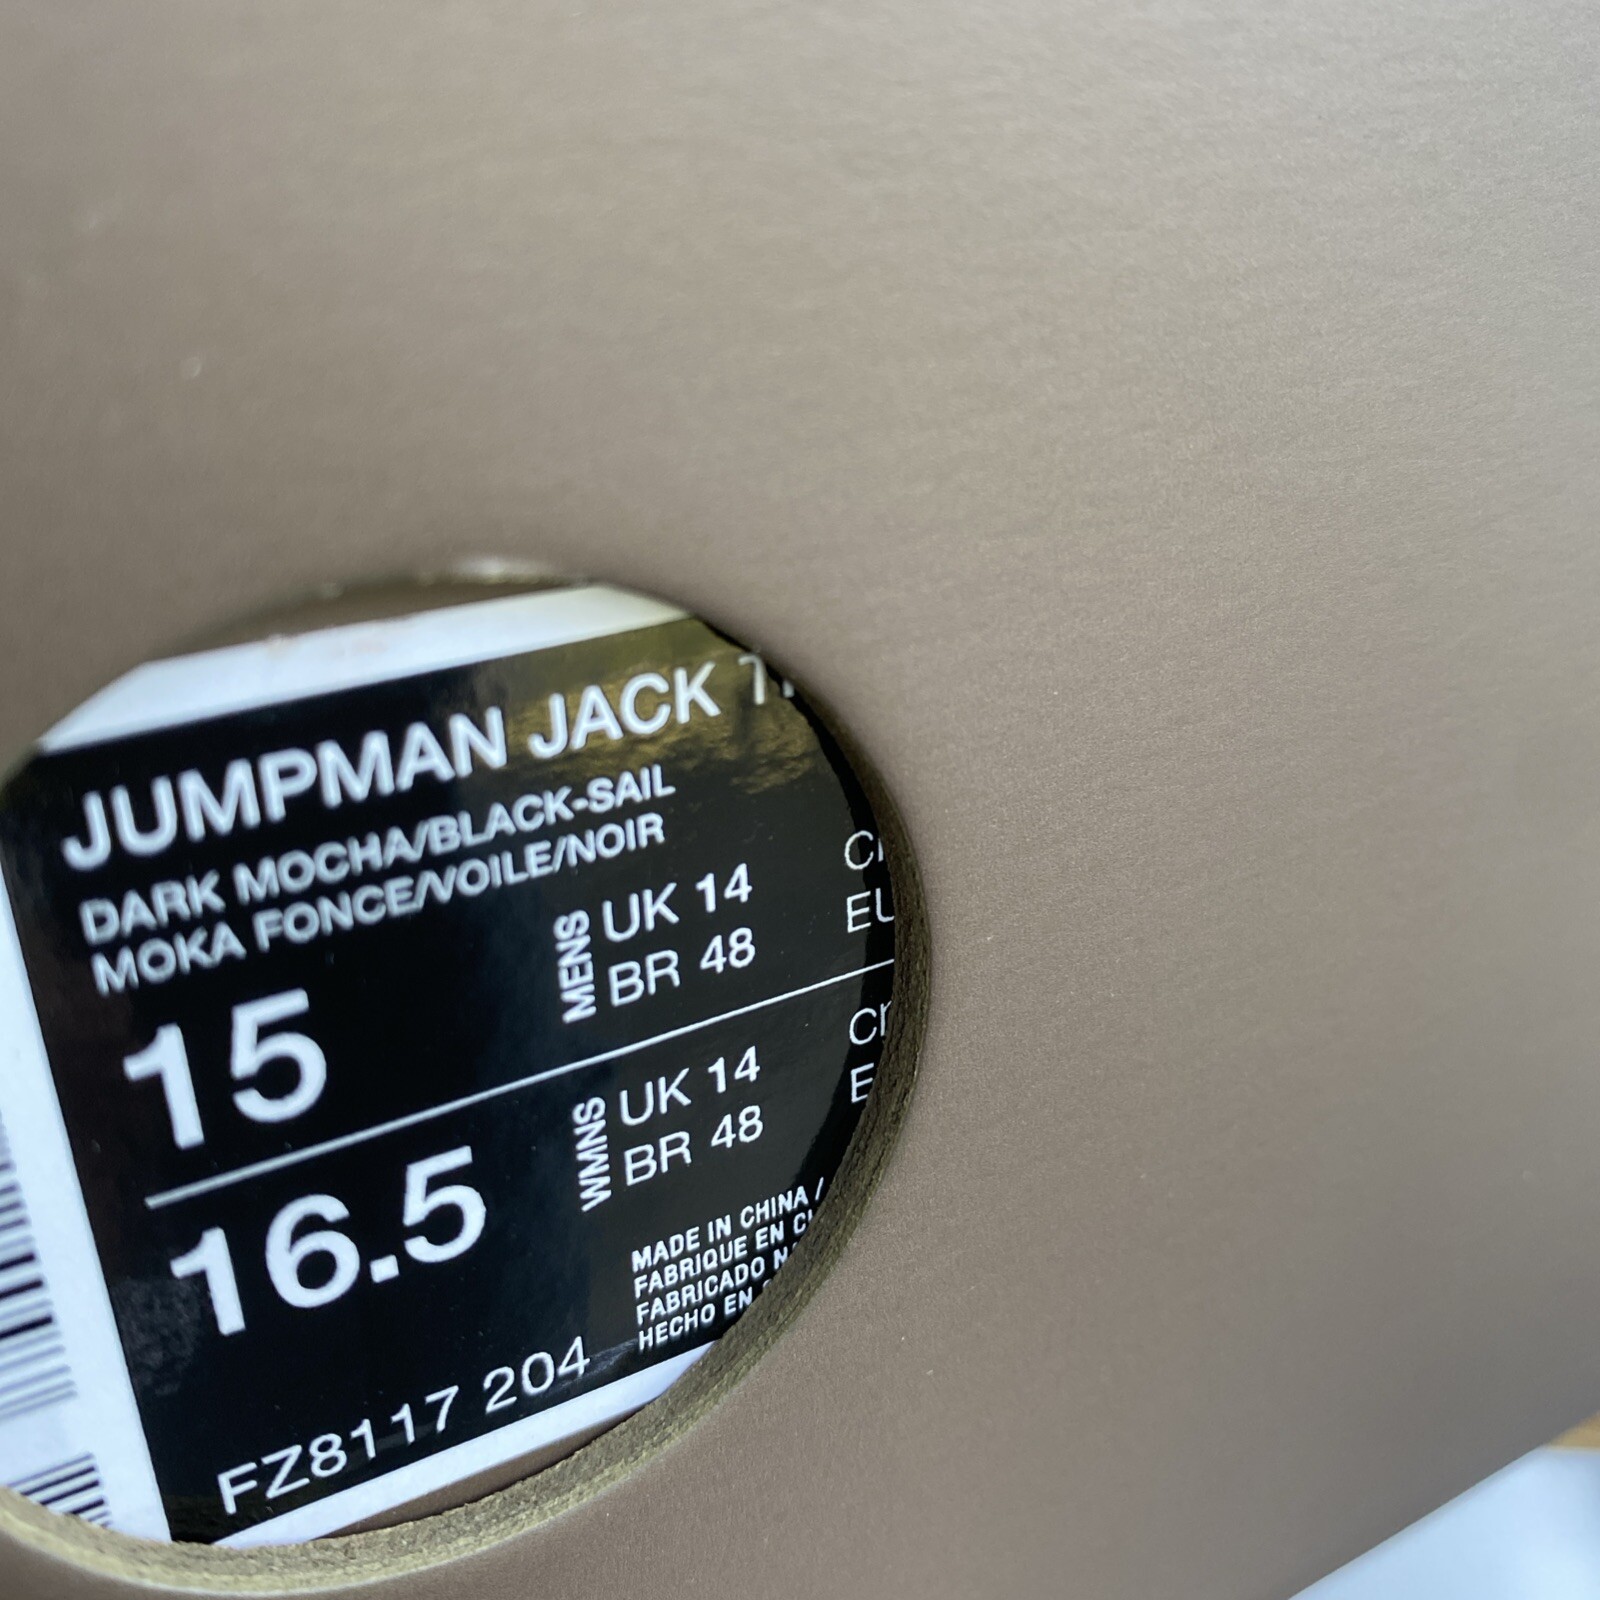 JUMPMAN JACK
DARK MOCHA/BLACK-SAIL
MOKA FONCE/VOILE/NOIR
15
MENS
UK 14
BR 48
EU
16.5
WMNS
UK 14
BR 48
MADE IN CHINA /
FABRIQUE EN
FABRICADO
HECHO EN
FZ8117 204